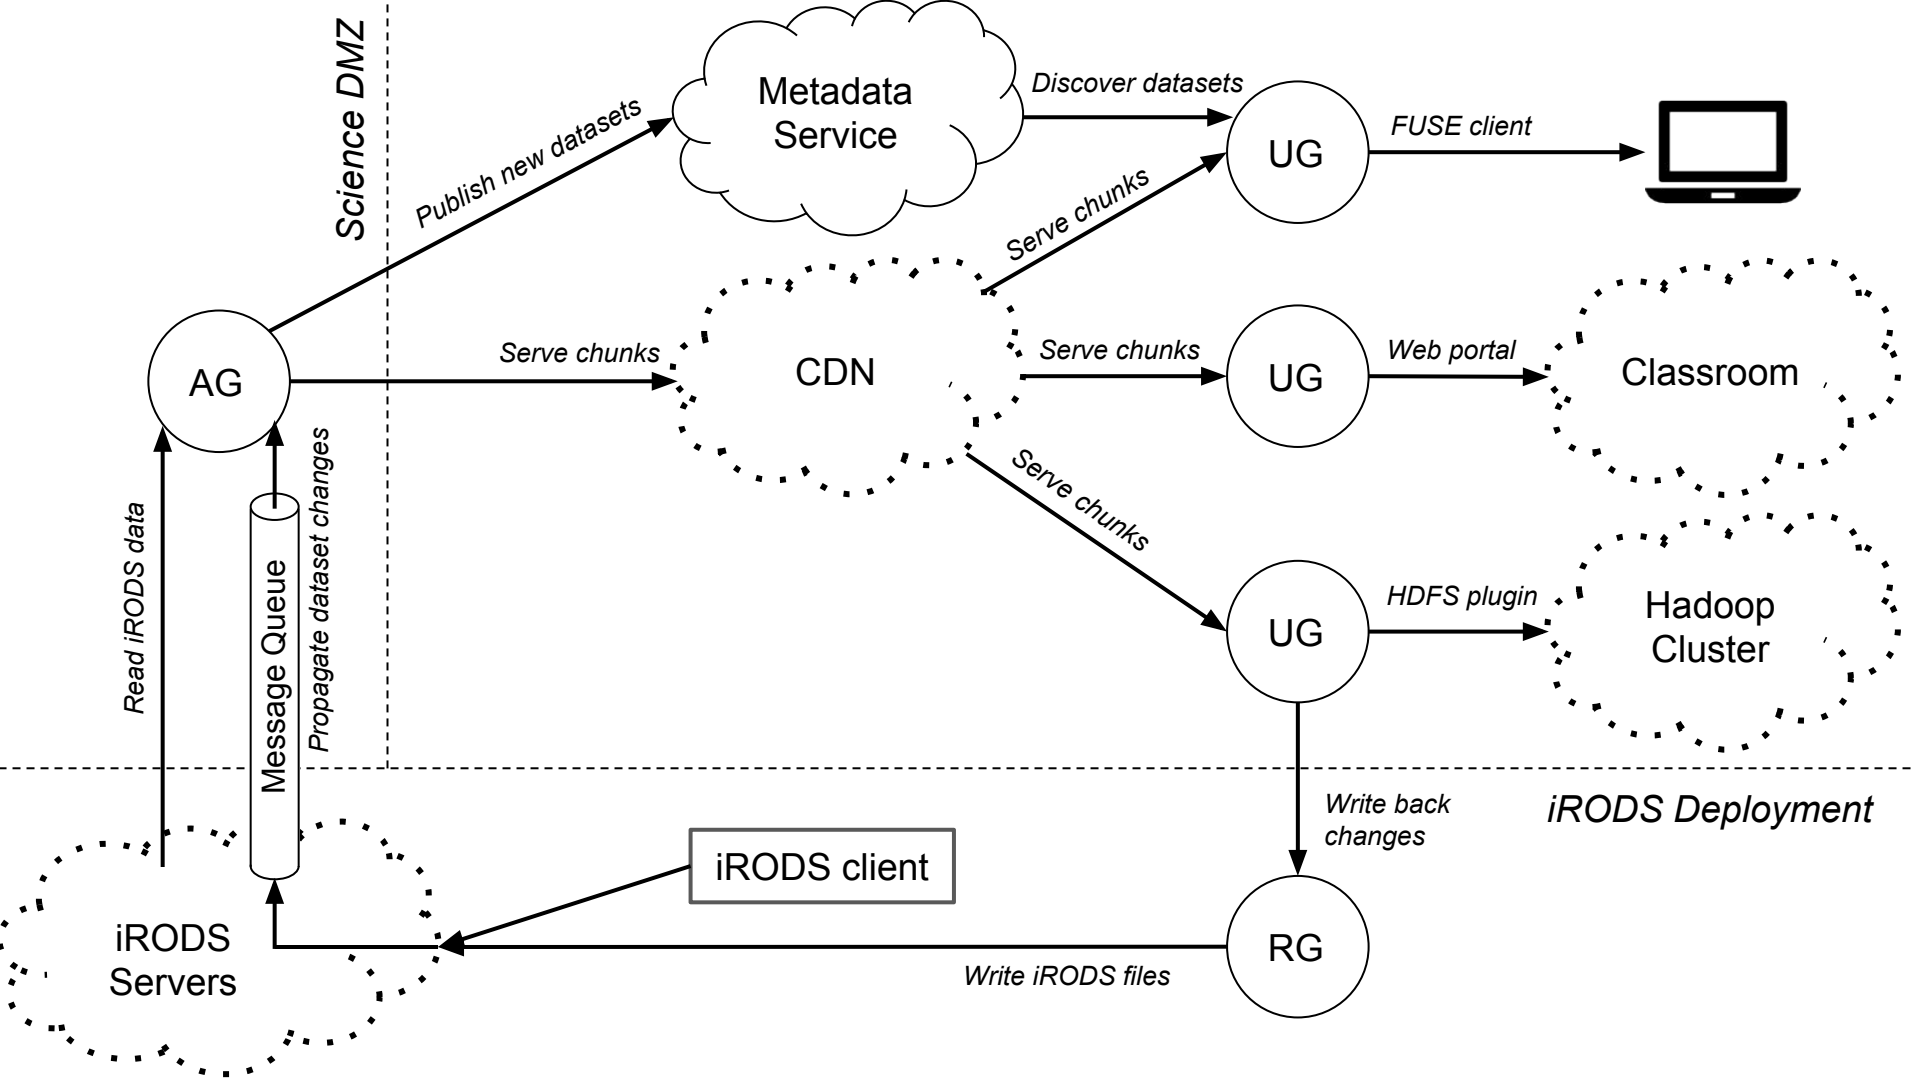 Science DMZ
Metadata
Service
Publish new datasets
Discover datasets
UG
FUSE client
Serve chunks
AG
Serve chunks
CDN
Serve chunks
UG
Web portal
Classroom
Serve chunks
UG
HDFS plugin
Hadoop
Cluster
Read iRODS data
Message Queue
Propagate dataset changes
Write back
changes
iRODS Deployment
iRODS client
iRODS
Servers
Write iRODS files
RG